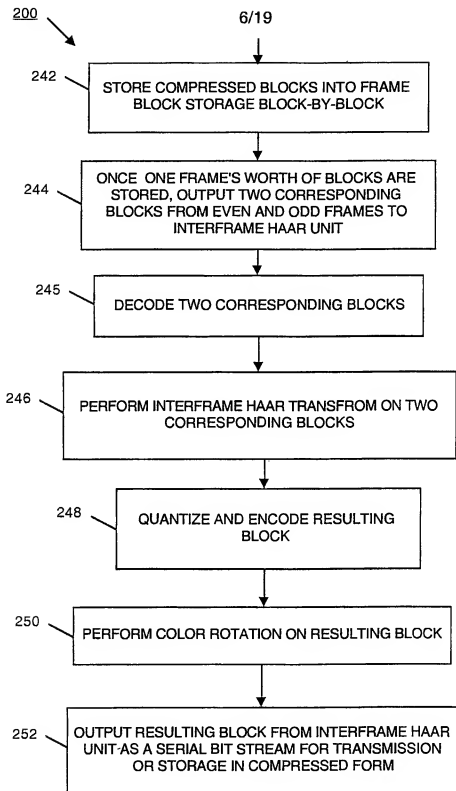 200
6/19
242
STORE COMPRESSED BLOCKS INTO FRAME
BLOCK STORAGE BLOCK-BY-BLOCK
244
ONCE ONE FRAME'S WORTH OF BLOCKS ARE
STORED, OUTPUT TWO CORRESPONDING
BLOCKS FROM EVEN AND ODD FRAMES TO
INTERFRAME HAAR UNIT
245
DECODE TWO CORRESPONDING BLOCKS
246
PERFORM INTERFRAME HAAR TRANSFROM ON TWO
CORRESPONDING BLOCKS
248
QUANTIZE AND ENCODE RESULTING
BLOCK
250
PERFORM COLOR ROTATION ON RESULTING BLOCK
252
OUTPUT RESULTING BLOCK FROM INTERFRAME HAAR
UNIT-AS A SERIAL BIT STREAM FOR TRANSMISSION
OR STORAGE IN COMPRESSED FORM